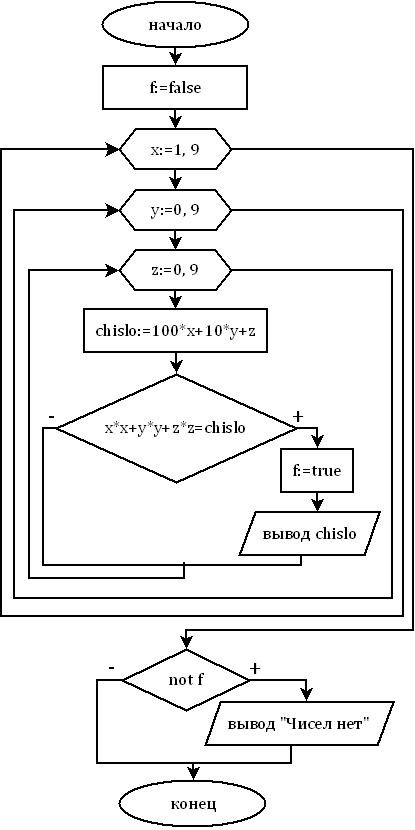 начало
f:=false
x:=1, 9
y:=0, 9
z:=0, 9
chislo:=100*x+10*y+z
- +
x*x+y*y+z*z=chislo
f:=true
вывод chislo
- +
not f
вывод "Чисел нет"
конец